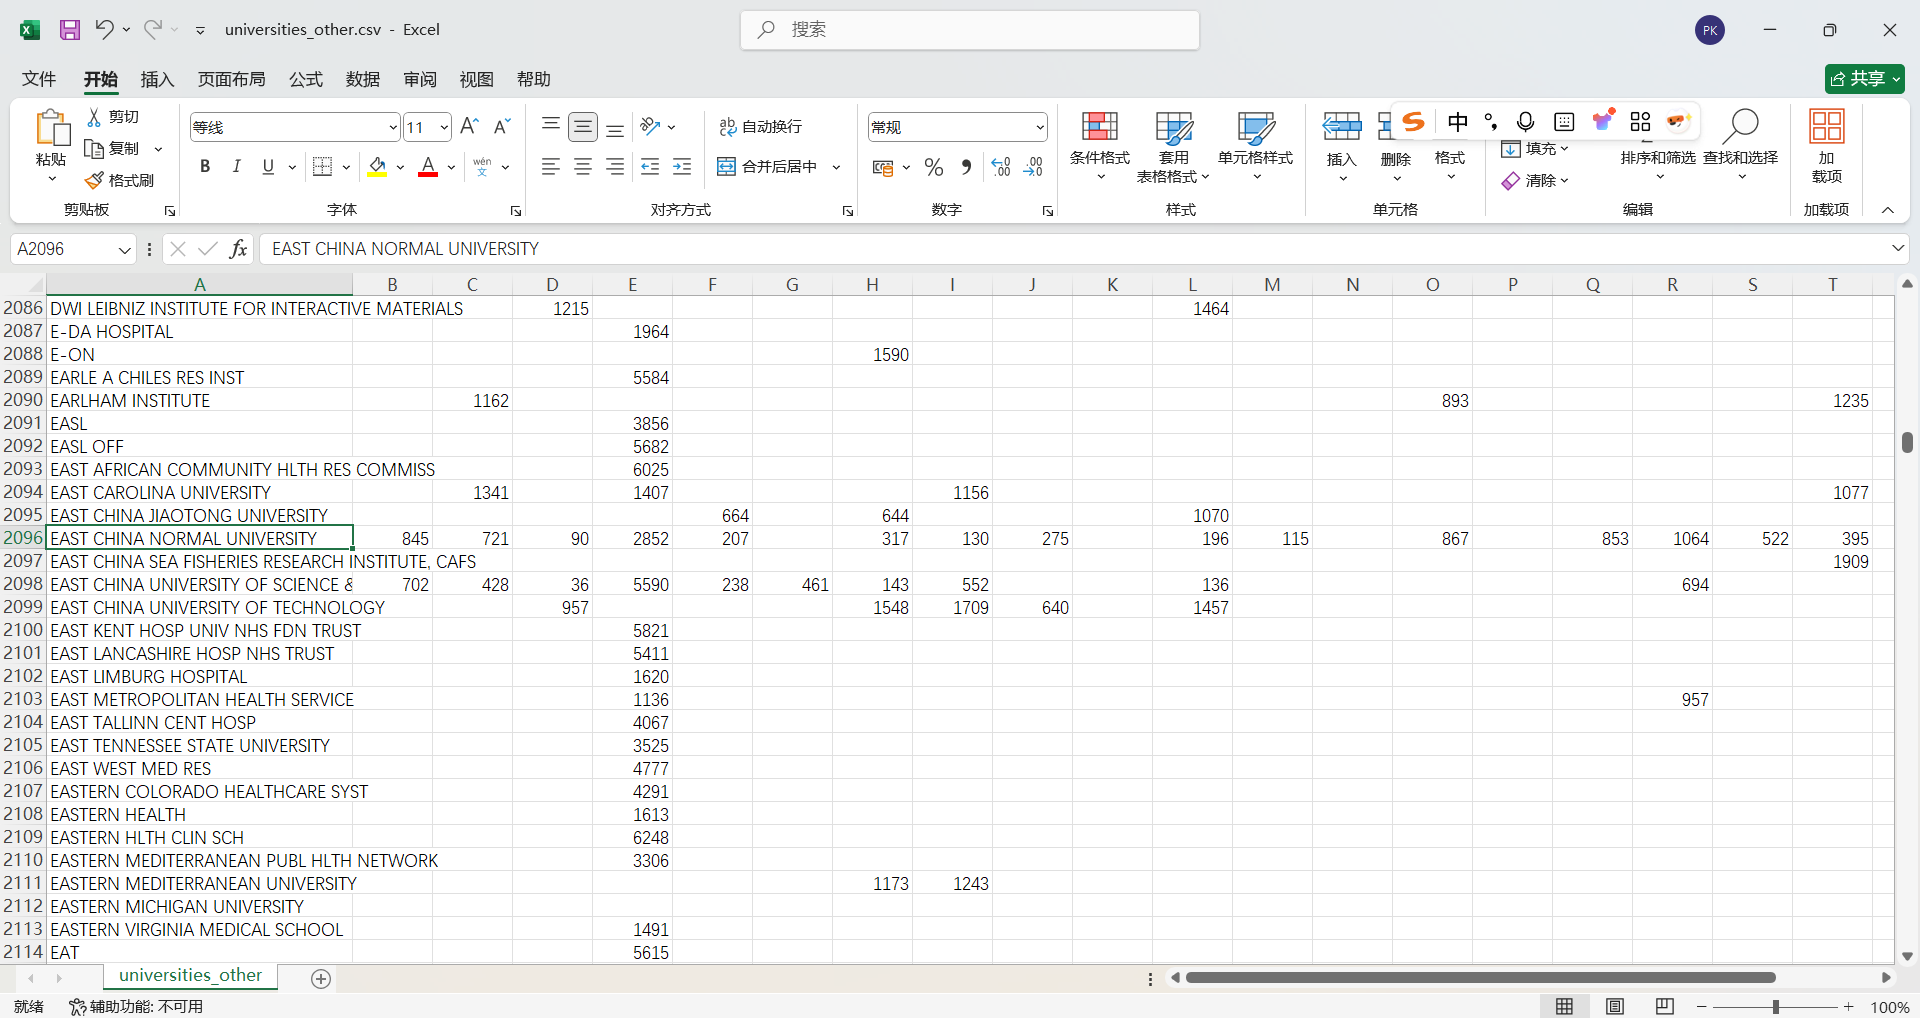 universities_other.csv - Excel
搜索
PK
文件 开始 插入 页面布局 公式 数据 审阅 视图 帮助
共享
粘贴
剪切
复制
格式刷
剪贴板
等线 11
B I U
wén 文
字体
自动换行
合并后居中
对齐方式
常规
数字
条件格式
套用
表格格式
单元格样式
样式
插入 删除 格式
单元格
中
填充
清除
排序和筛选 查找和选择
编辑
加
载项
加载项
A2096 fx EAST CHINA NORMAL UNIVERSITY
A B C D E F G H I J K L M N O P Q R S T
2086 DWI LEIBNIZ INSTITUTE FOR INTERACTIVE MATERIALS 1215 1464
2087 E-DA HOSPITAL 1964
2088 E-ON 1590
2089 EARLE A CHILES RES INST 5584
2090 EARLHAM INSTITUTE 1162 893 1235
2091 EASL 3856
2092 EASL OFF 5682
2093 EAST AFRICAN COMMUNITY HLTH RES COMMISS 6025
2094 EAST CAROLINA UNIVERSITY 1341 1407 1156 1077
2095 EAST CHINA JIAOTONG UNIVERSITY 664 644 1070
2096 EAST CHINA NORMAL UNIVERSITY 845 721 90 2852 207 317 130 275 196 115 867 853 1064 522 395
2097 EAST CHINA SEA FISHERIES RESEARCH INSTITUTE, CAFS 1909
2098 EAST CHINA UNIVERSITY OF SCIENCE & 702 428 36 5590 238 461 143 552 136 694
2099 EAST CHINA UNIVERSITY OF TECHNOLOGY 957 1548 1709 640 1457
2100 EAST KENT HOSP UNIV NHS FDN TRUST 5821
2101 EAST LANCASHIRE HOSP NHS TRUST 5411
2102 EAST LIMBURG HOSPITAL 1620
2103 EAST METROPOLITAN HEALTH SERVICE 1136 957
2104 EAST TALLINN CENT HOSP 4067
2105 EAST TENNESSEE STATE UNIVERSITY 3525
2106 EAST WEST MED RES 4777
2107 EASTERN COLORADO HEALTHCARE SYST 4291
2108 EASTERN HEALTH 1613
2109 EASTERN HLTH CLIN SCH 6248
2110 EASTERN MEDITERRANEAN PUBL HLTH NETWORK 3306
2111 EASTERN MEDITERRANEAN UNIVERSITY 1173 1243
2112 EASTERN MICHIGAN UNIVERSITY
2113 EASTERN VIRGINIA MEDICAL SCHOOL 1491
2114 EAT 5615
universities_other
就绪 辅助功能: 不可用 100%